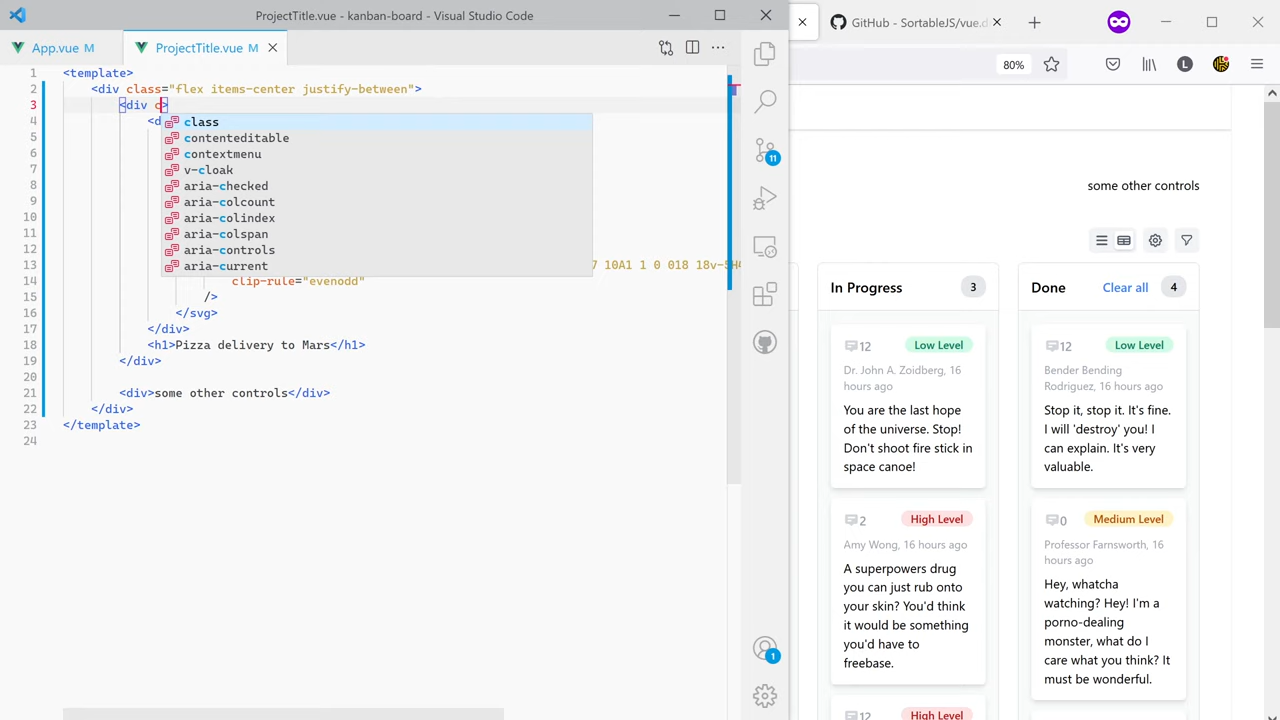 ProjectTitle.vue - kanban-board - Visual Studio Code
App.vue M
ProjectTitle.vue M
GitHub - SortableJS/vue.d
80%
L
1 <template>
2 <div class="flex items-center justify-between">
3 <div c>
4 <d
class
5
contenteditable
6
contextmenu
7
v-cloak
8
aria-checked
9
aria-colcount
10
aria-colindex
11
aria-colspan
12
aria-controls
13
aria-current
7 10A1 1 0 018 18v-5H4
14 clip-rule="evenodd"
15 />
16 </svg>
17 </div>
18 <h1>Pizza delivery to Mars</h1>
19 </div>
20
21 <div>some other controls</div>
22 </div>
23 </template>
24
11
1
some other controls
In Progress 3
12 Low Level
Dr. John A. Zoidberg, 16
hours ago
You are the last hope
of the universe. Stop!
Don't shoot fire stick in
space canoe!
2 High Level
Amy Wong, 16 hours ago
A superpowers drug
you can just rub onto
your skin? You'd think
it would be something
you'd have to
freebase.
12 High Level
Done Clear all 4
12 Low Level
Bender Bending
Rodriguez, 16 hours ago
Stop it, stop it. It's fine.
I will 'destroy' you! I
can explain. It's very
valuable.
0 Medium Level
Professor Farnsworth, 16
hours ago
Hey, whatcha
watching? Hey! I'm a
porno-dealing
monster, what do I
care what you think? It
must be wonderful.